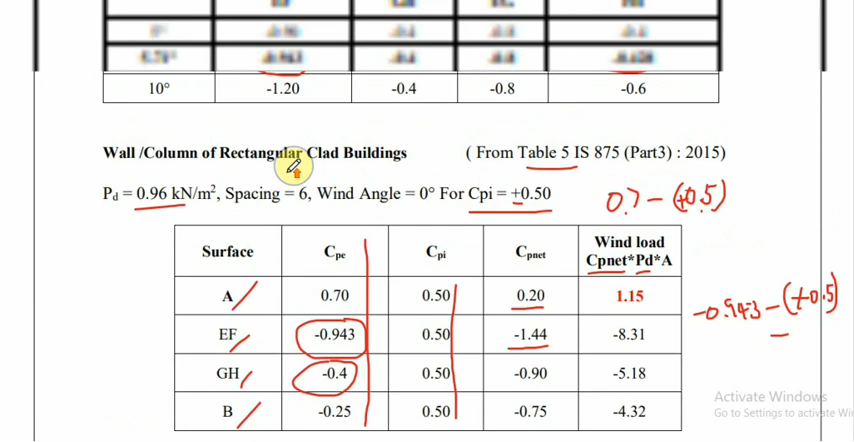 10° -1.20 -0.4 -0.8 -0.6
Wall /Column of Rectangular Clad Buildings ( From Table 5 IS 875 (Part3) : 2015)
Pd = 0.96 kN/m², Spacing = 6, Wind Angle = 0° For Cpi = +0.50
0.7 - (+0.5)
Surface Cpe Cpi Cpnet Wind load
Cpnet*Pd*A
A 0.70 0.50 0.20 1.15
-0.943 - (+0.5)
EF -0.943 0.50 -1.44 -8.31
GH -0.4 0.50 -0.90 -5.18
B -0.25 0.50 -0.75 -4.32
Activate Windows
Go to Settings to activate Wi